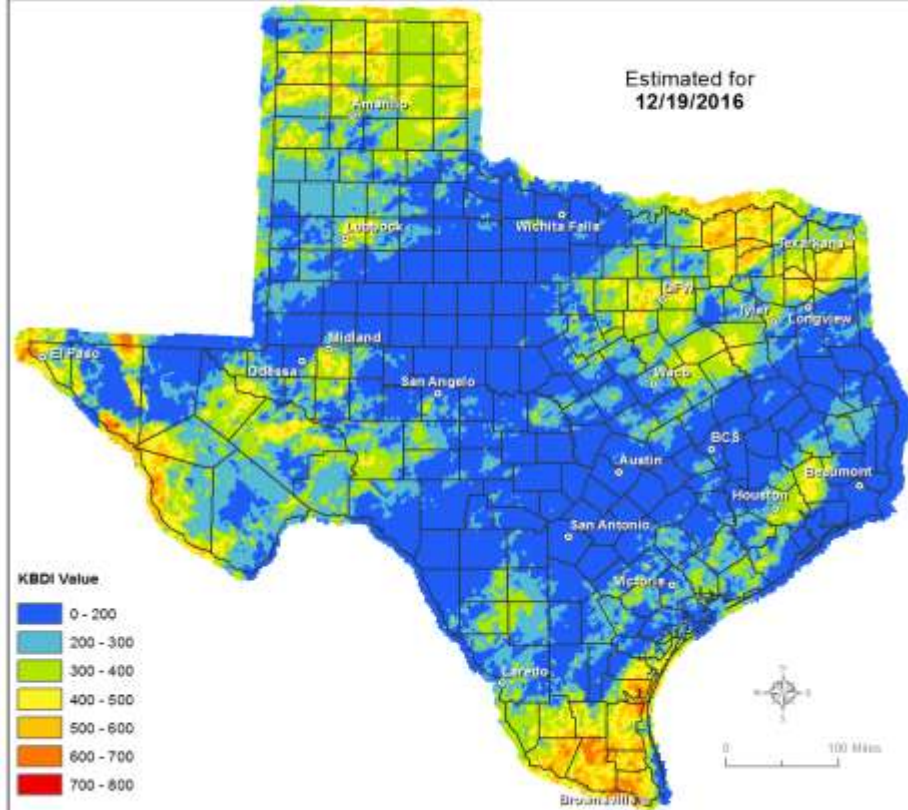 Estimated for
12/19/2016
Amarillo
Lubbock
Wichita Falls
Texarkana
DFW
Tyler
Longview
El Paso
Midland
Odessa
San Angelo
Waco
BCS
Austin
Beaumont
Houston
San Antonio
Victoria
Laredo
Brownsville
KBDI Value
0 - 200
200 - 300
300 - 400
400 - 500
500 - 600
600 - 700
700 - 800
0 100 Miles